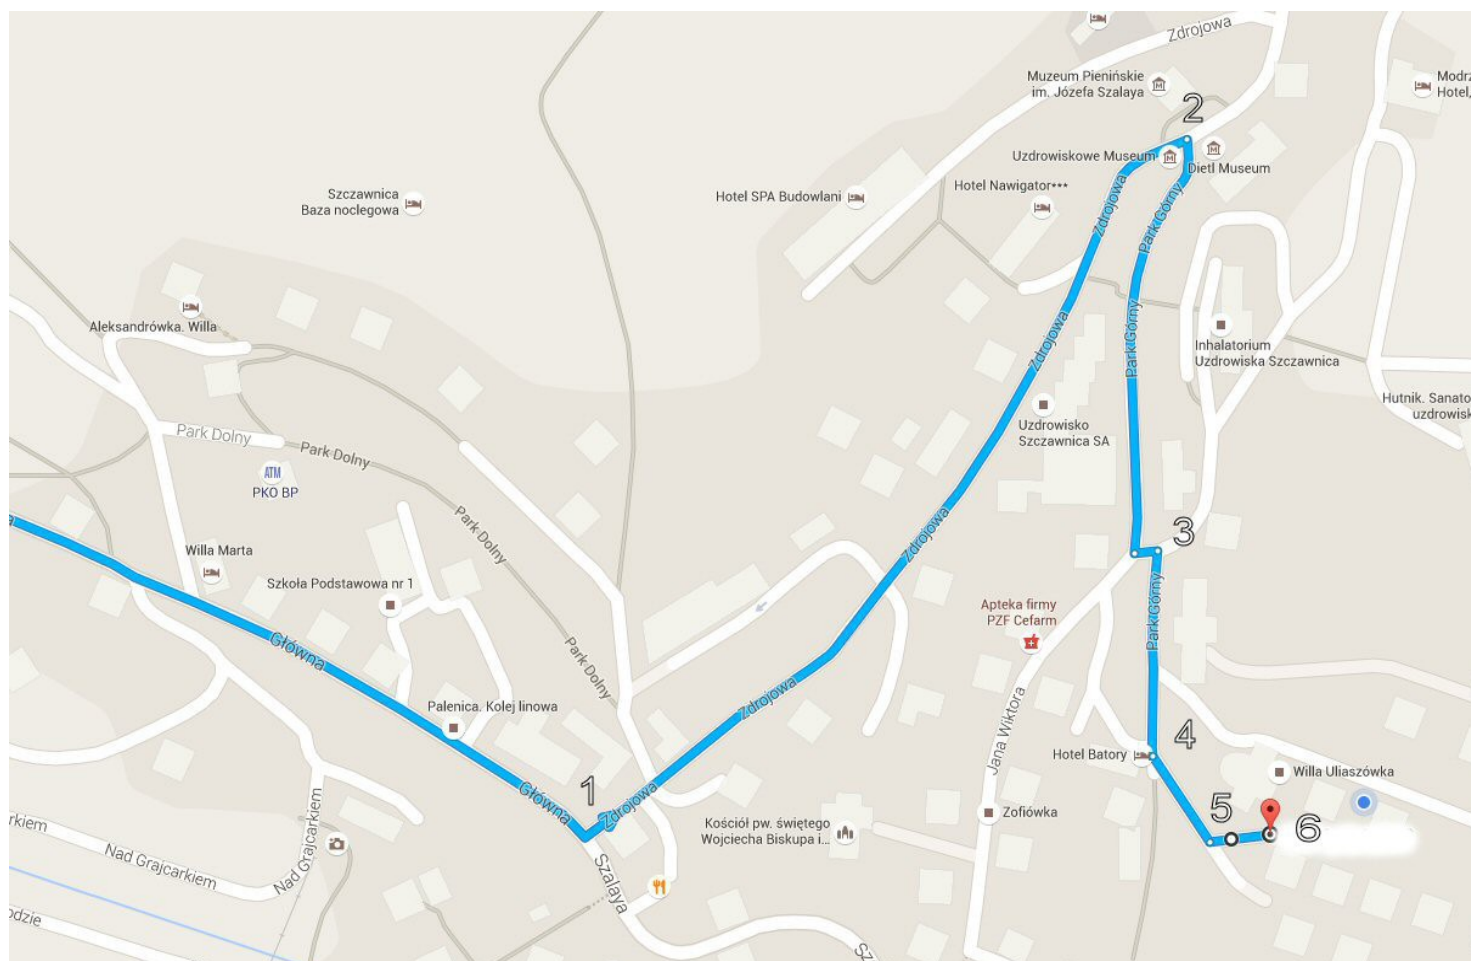 Zdrojowa
Muzeum Pienińskie
im. Józefa Szalaya
Modrz
Hotel,
2
Uzdrowiskowe Museum
Dietl Museum
Hotel Nawigator***
Szczawnica
Baza noclegowa
Hotel SPA Budowlani
Zdrojowa
Park Górny
Aleksandrówka. Willa
Zdrojowa
Park Górny
Inhalatorium
Uzdrowiska Szczawnica
Hutnik. Sanato
uzdrowisk
Uzdrowisko
Szczawnica SA
Park Dolny
Park Dolny
ATM
PKO BP
Park Dolny
Zdrojowa
3
Willa Marta
Szkoła Podstawowa nr 1
Apteka firmy
PZF Cefarm
Park Górny
Główna
Park Dolny
Zdrojowa
Palenica. Kolej linowa
Jana Wiktora
4
Hotel Batory
Willa Uliaszówka
1
Główna
Zdrojowa
Zofiówka
5
6
Kościół pw. świętego
Wojciecha Biskupa i...
rkiem
Nad Grajcarkiem
Nad Grajcarkiem
arkiem
Szalaya
odzie
Sz